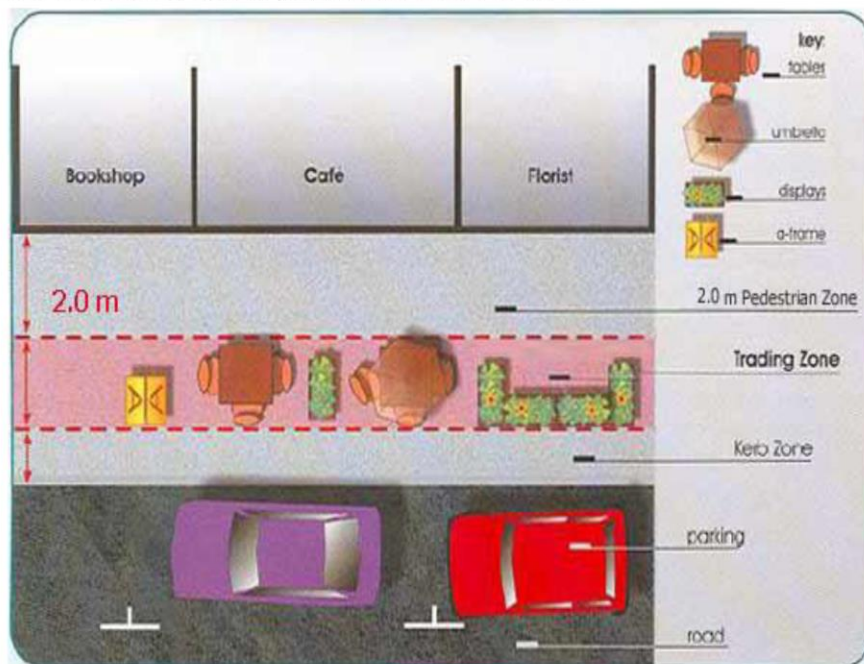 key:
tables
umbrella
displays
a-frame
Bookshop
Café
Florist
2.0 m
2.0 m Pedestrian Zone
Trading Zone
Kerb Zone
parking
road